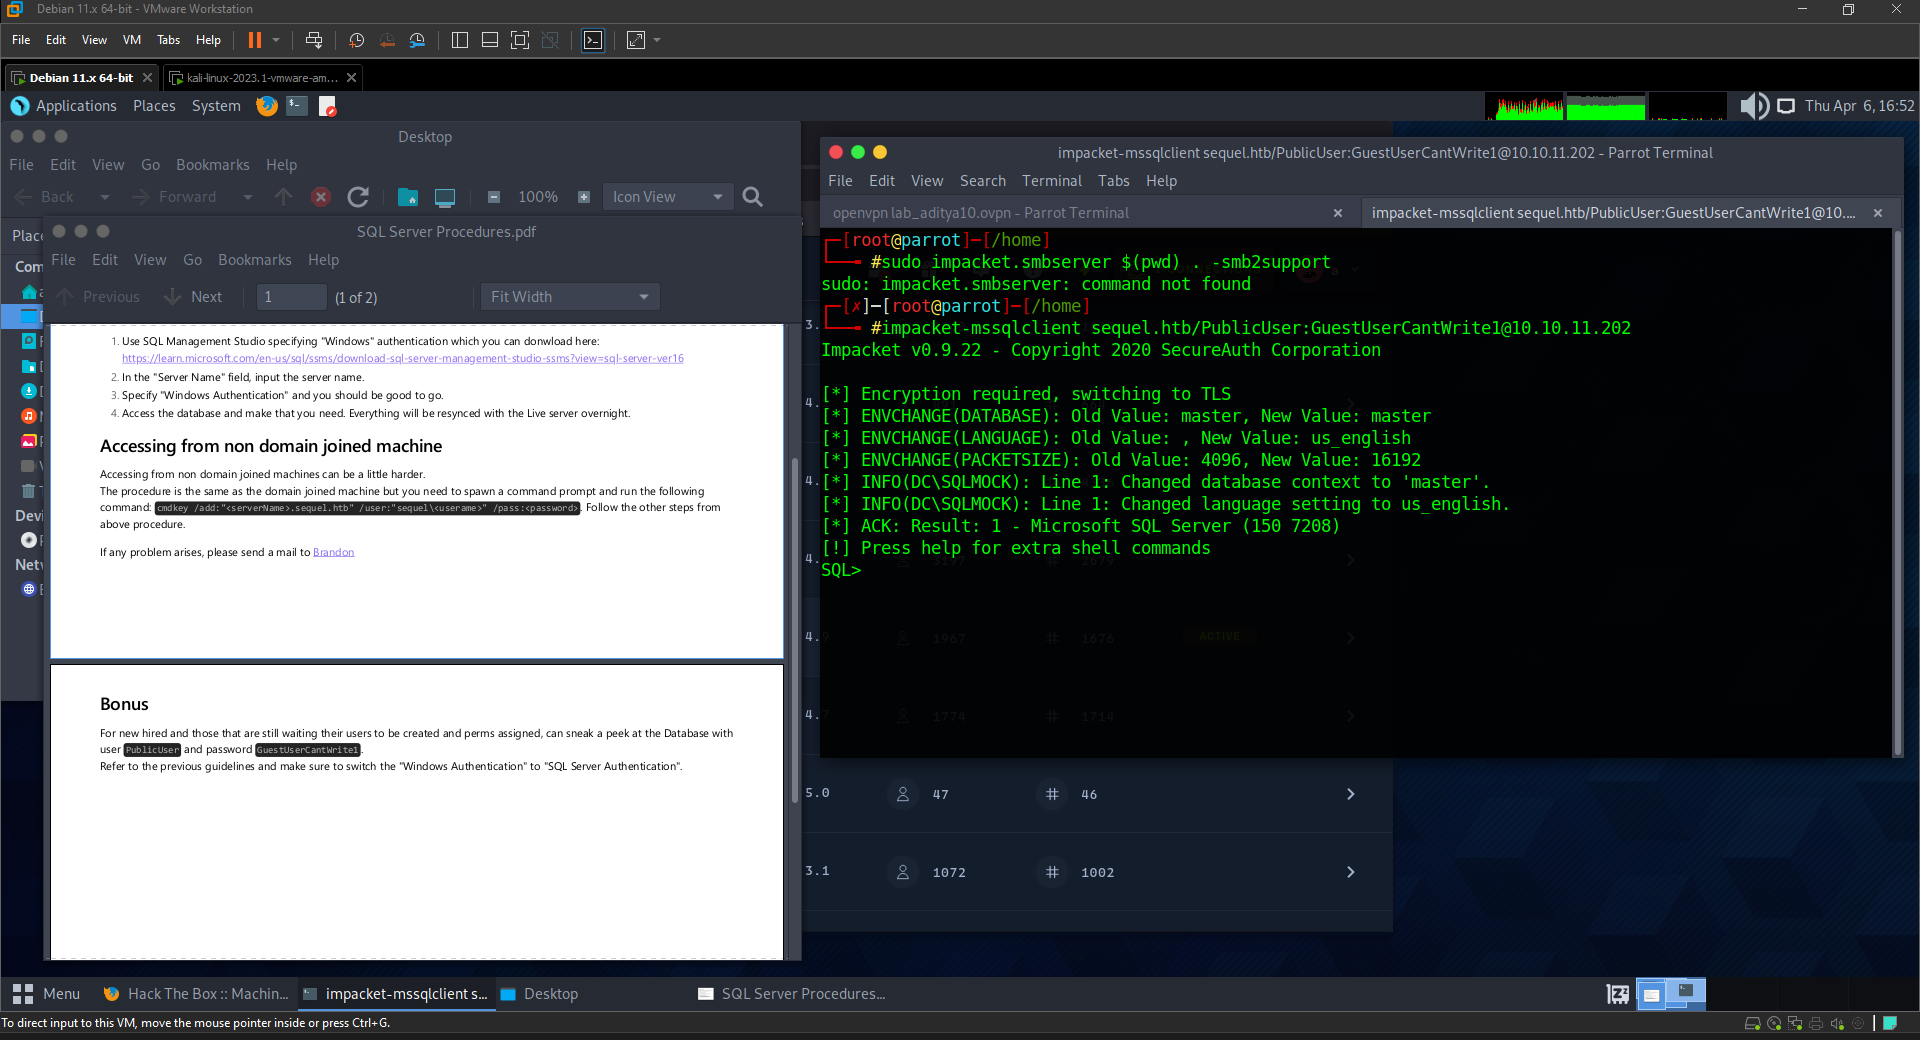 Debian 11.x 64-bit - VMware Workstation
File Edit View VM Tabs Help
Debian 11.x 64-bit
kali-linux-2023.1-vmware-am...
Applications Places System
Thu Apr 6, 16:52
Desktop
File Edit View Go Bookmarks Help
Back Forward 100% Icon View
SQL Server Procedures.pdf
File Edit View Go Bookmarks Help
Previous Next 1 (1 of 2) Fit Width
1. Use SQL Management Studio specifying "Windows" authentication which you can donwload here:
https://learn.microsoft.com/en-us/sql/ssms/download-sql-server-management-studio-ssms?view=sql-server-ver16
2. In the "Server Name" field, input the server name.
3. Specify "Windows Authentication" and you should be good to go.
4. Access the database and make that you need. Everything will be resynced with the Live server overnight.
Accessing from non domain joined machine
Accessing from non domain joined machines can be a little harder.
The procedure is the same as the domain joined machine but you need to spawn a command prompt and run the following
command: cmdkey /add:"<serverName>.sequel.htb" /user:"sequel\<userame>" /pass:<password>. Follow the other steps from
above procedure.
If any problem arises, please send a mail to Brandon
Bonus
For new hired and those that are still waiting their users to be created and perms assigned, can sneak a peek at the Database with
user PublicUser and password GuestUserCantWrite1.
Refer to the previous guidelines and make sure to switch the "Windows Authentication" to "SQL Server Authentication".
impacket-mssqlclient sequel.htb/PublicUser:GuestUserCantWrite1@10.10.11.202 - Parrot Terminal
File Edit View Search Terminal Tabs Help
openvpn lab_aditya10.ovpn - Parrot Terminal
impacket-mssqlclient sequel.htb/PublicUser:GuestUserCantWrite1@10....
[root@parrot]─[/home]
#sudo impacket.smbserver $(pwd) . -smb2support
sudo: impacket.smbserver: command not found
[✗]─[root@parrot]─[/home]
#impacket-mssqlclient sequel.htb/PublicUser:GuestUserCantWrite1@10.10.11.202
Impacket v0.9.22 - Copyright 2020 SecureAuth Corporation
[*] Encryption required, switching to TLS
[*] ENVCHANGE(DATABASE): Old Value: master, New Value: master
[*] ENVCHANGE(LANGUAGE): Old Value: , New Value: us_english
[*] ENVCHANGE(PACKETSIZE): Old Value: 4096, New Value: 16192
[*] INFO(DC\SQLMOCK): Line 1: Changed database context to 'master'.
[*] INFO(DC\SQLMOCK): Line 1: Changed language setting to us_english.
[*] ACK: Result: 1 - Microsoft SQL Server (150 7208)
[!] Press help for extra shell commands
SQL>
1967 # 1676 ACTIVE
1774 # 1714
5.0 47 # 46
3.1 1072 # 1002
Menu
Hack The Box :: Machin...
impacket-mssqlclient s...
Desktop
SQL Server Procedures...
To direct input to this VM, move the mouse pointer inside or press Ctrl+G.